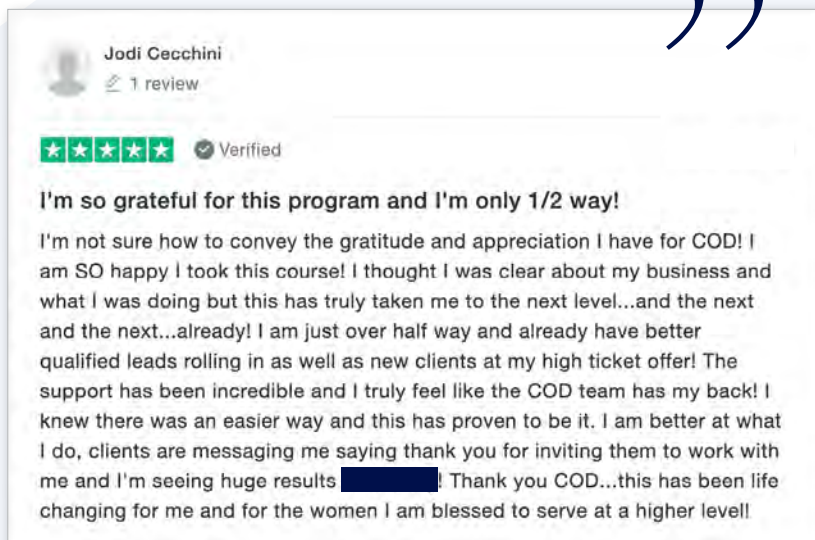 ”
Jodi Cecchini
1 review
Verified
I'm so grateful for this program and I'm only 1/2 way!
I'm not sure how to convey the gratitude and appreciation I have for COD! I
am SO happy I took this course! I thought I was clear about my business and
what I was doing but this has truly taken me to the next level...and the next
and the next...already! I am just over half way and already have better
qualified leads rolling in as well as new clients at my high ticket offer! The
support has been incredible and I truly feel like the COD team has my back! I
knew there was an easier way and this has proven to be it. I am better at what
I do, clients are messaging me saying thank you for inviting them to work with
me and I'm seeing huge results ! Thank you COD...this has been life
changing for me and for the women I am blessed to serve at a higher level!